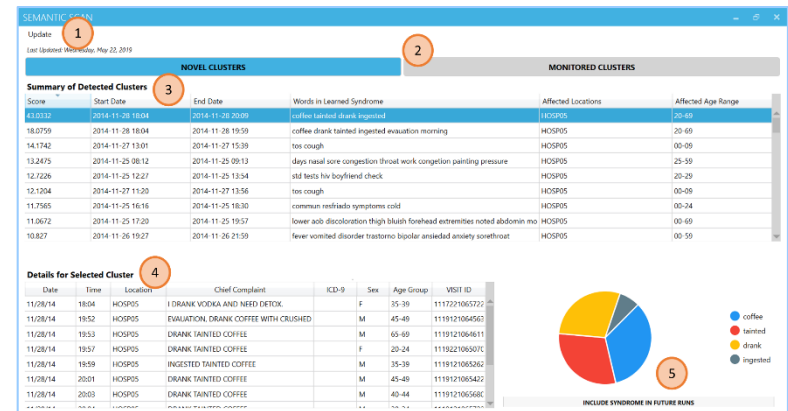 SEMANTIC SCAN
Update
1
Last Updated: Wednesday, May 22, 2019
2
NOVEL CLUSTERS MONITORED CLUSTERS
Summary of Detected Clusters
3
Score Start Date End Date Words in Learned Syndrome Affected Locations Affected Age Range
43.0332 2014-11-28 18:04 2014-11-28 20:09 coffee tainted drank ingested HOSP05 20-69
18.0759 2014-11-28 18:04 2014-11-28 19:59 coffee drank tainted ingested evauation morning HOSP05 20-69
14.1742 2014-11-27 13:01 2014-11-27 15:39 tos cough HOSP05 00-09
13.2475 2014-11-25 08:12 2014-11-25 09:13 days nasal sore congestion throat work congetion painting pressure HOSP05 25-59
12.7226 2014-11-25 12:27 2014-11-25 13:54 std tests hiv boyfriend check HOSP05 20-29
12.1204 2014-11-27 11:20 2014-11-27 13:56 tos cough HOSP05 00-09
11.7565 2014-11-25 16:16 2014-11-25 18:30 commun resfriado symptoms cold HOSP05 00-24
11.0672 2014-11-25 17:20 2014-11-25 19:57 lower aob discoloration thigh bluish forehead extremities noted abdomin mo HOSP05 00-69
10.827 2014-11-26 19:27 2014-11-26 21:59 fever vomited disorder trastorno bipolar ansiedad anxiety sorethroat HOSP05 00-59
Details for Selected Cluster
4
Date Time Location Chief Complaint ICD-9 Sex Age Group VISIT ID
11/28/14 18:04 HOSP05 I DRANK VODKA AND NEED DETOX. F 35-39 1117221065722
11/28/14 19:52 HOSP05 EVAUATION, DRANK COFFEE WITH CRUSHED M 45-49 1119121064563
11/28/14 19:53 HOSP05 DRANK TAINTED COFFEE M 65-69 1119121064611
11/28/14 19:57 HOSP05 DRANK TAINTED COFFEE F 20-24 111922106507C
11/28/14 19:59 HOSP05 INGESTED TAINTED COFFEE M 35-39 1119121065262
11/28/14 20:01 HOSP05 DRANK TAINTED COFFEE M 45-49 1119121065422
11/28/14 20:03 HOSP05 DRANK TAINTED COFFEE M 40-44 111912106568C
coffee
tainted
drank
ingested
5
INCLUDE SYNDROME IN FUTURE RUNS